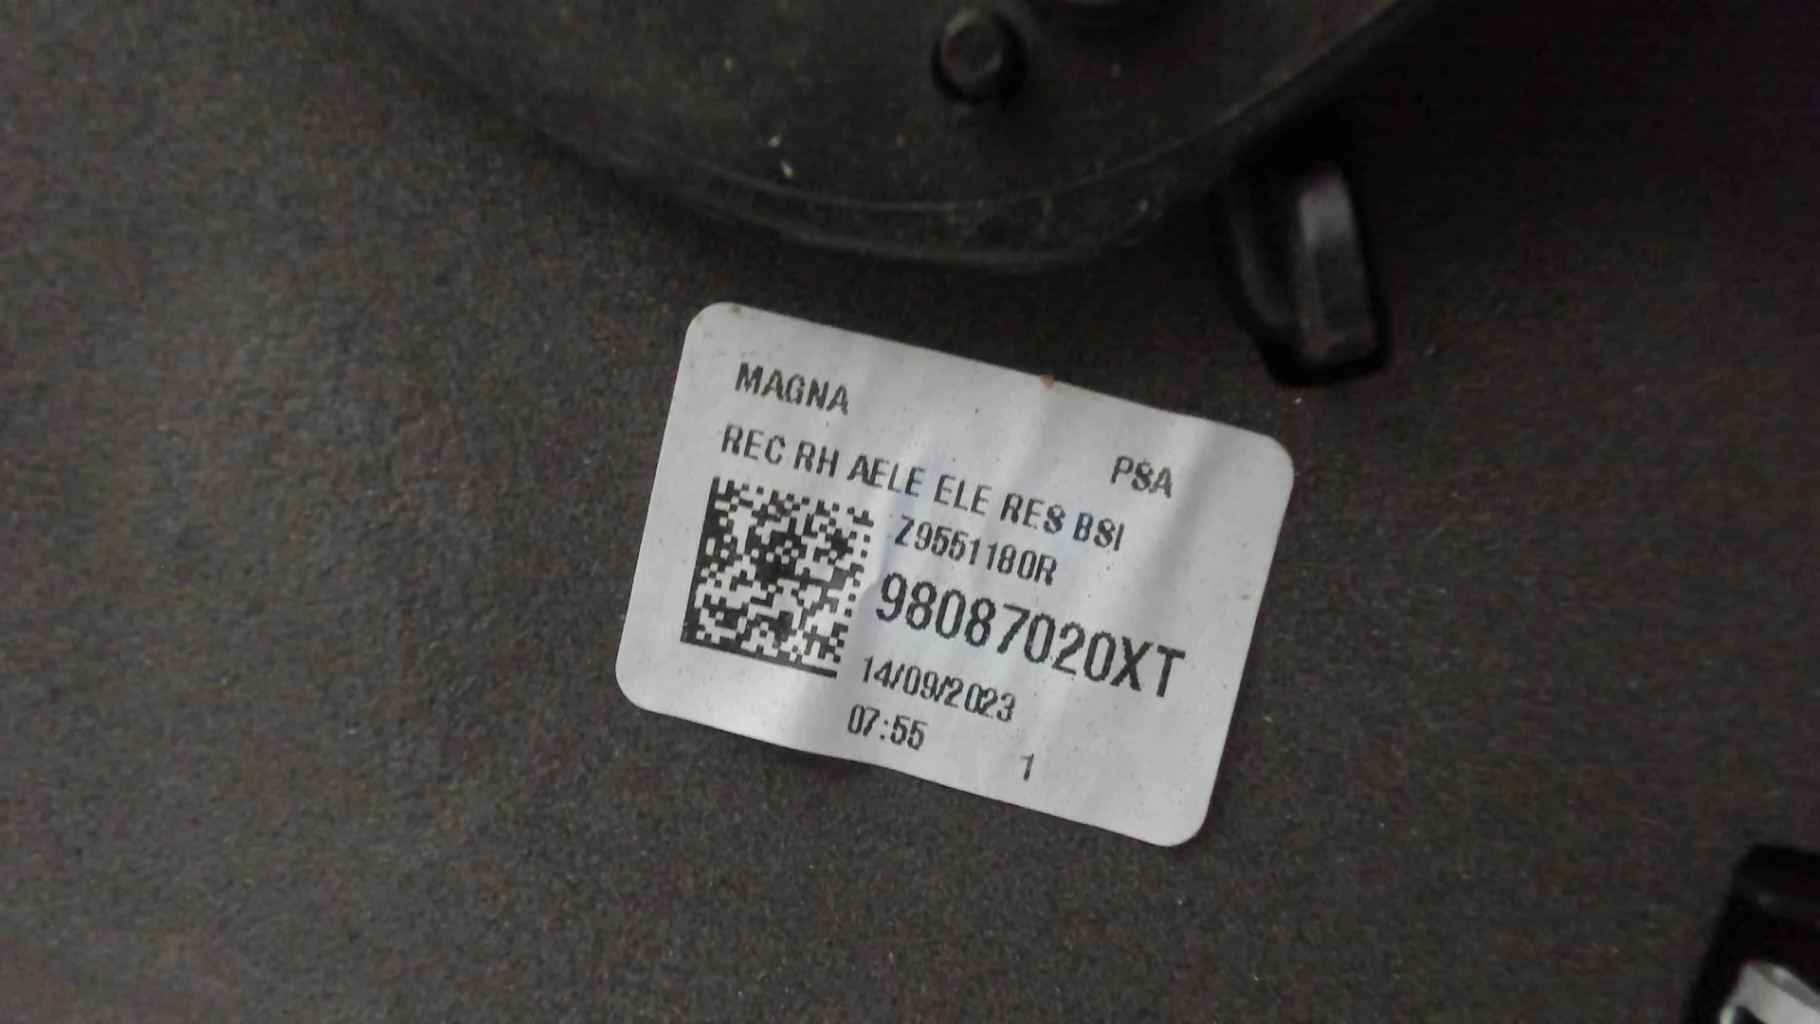 MAGNA
PSA
REC RH AELE ELE RES BSI
Z9551180R
98087020XT
14/09/2023
07:55
1